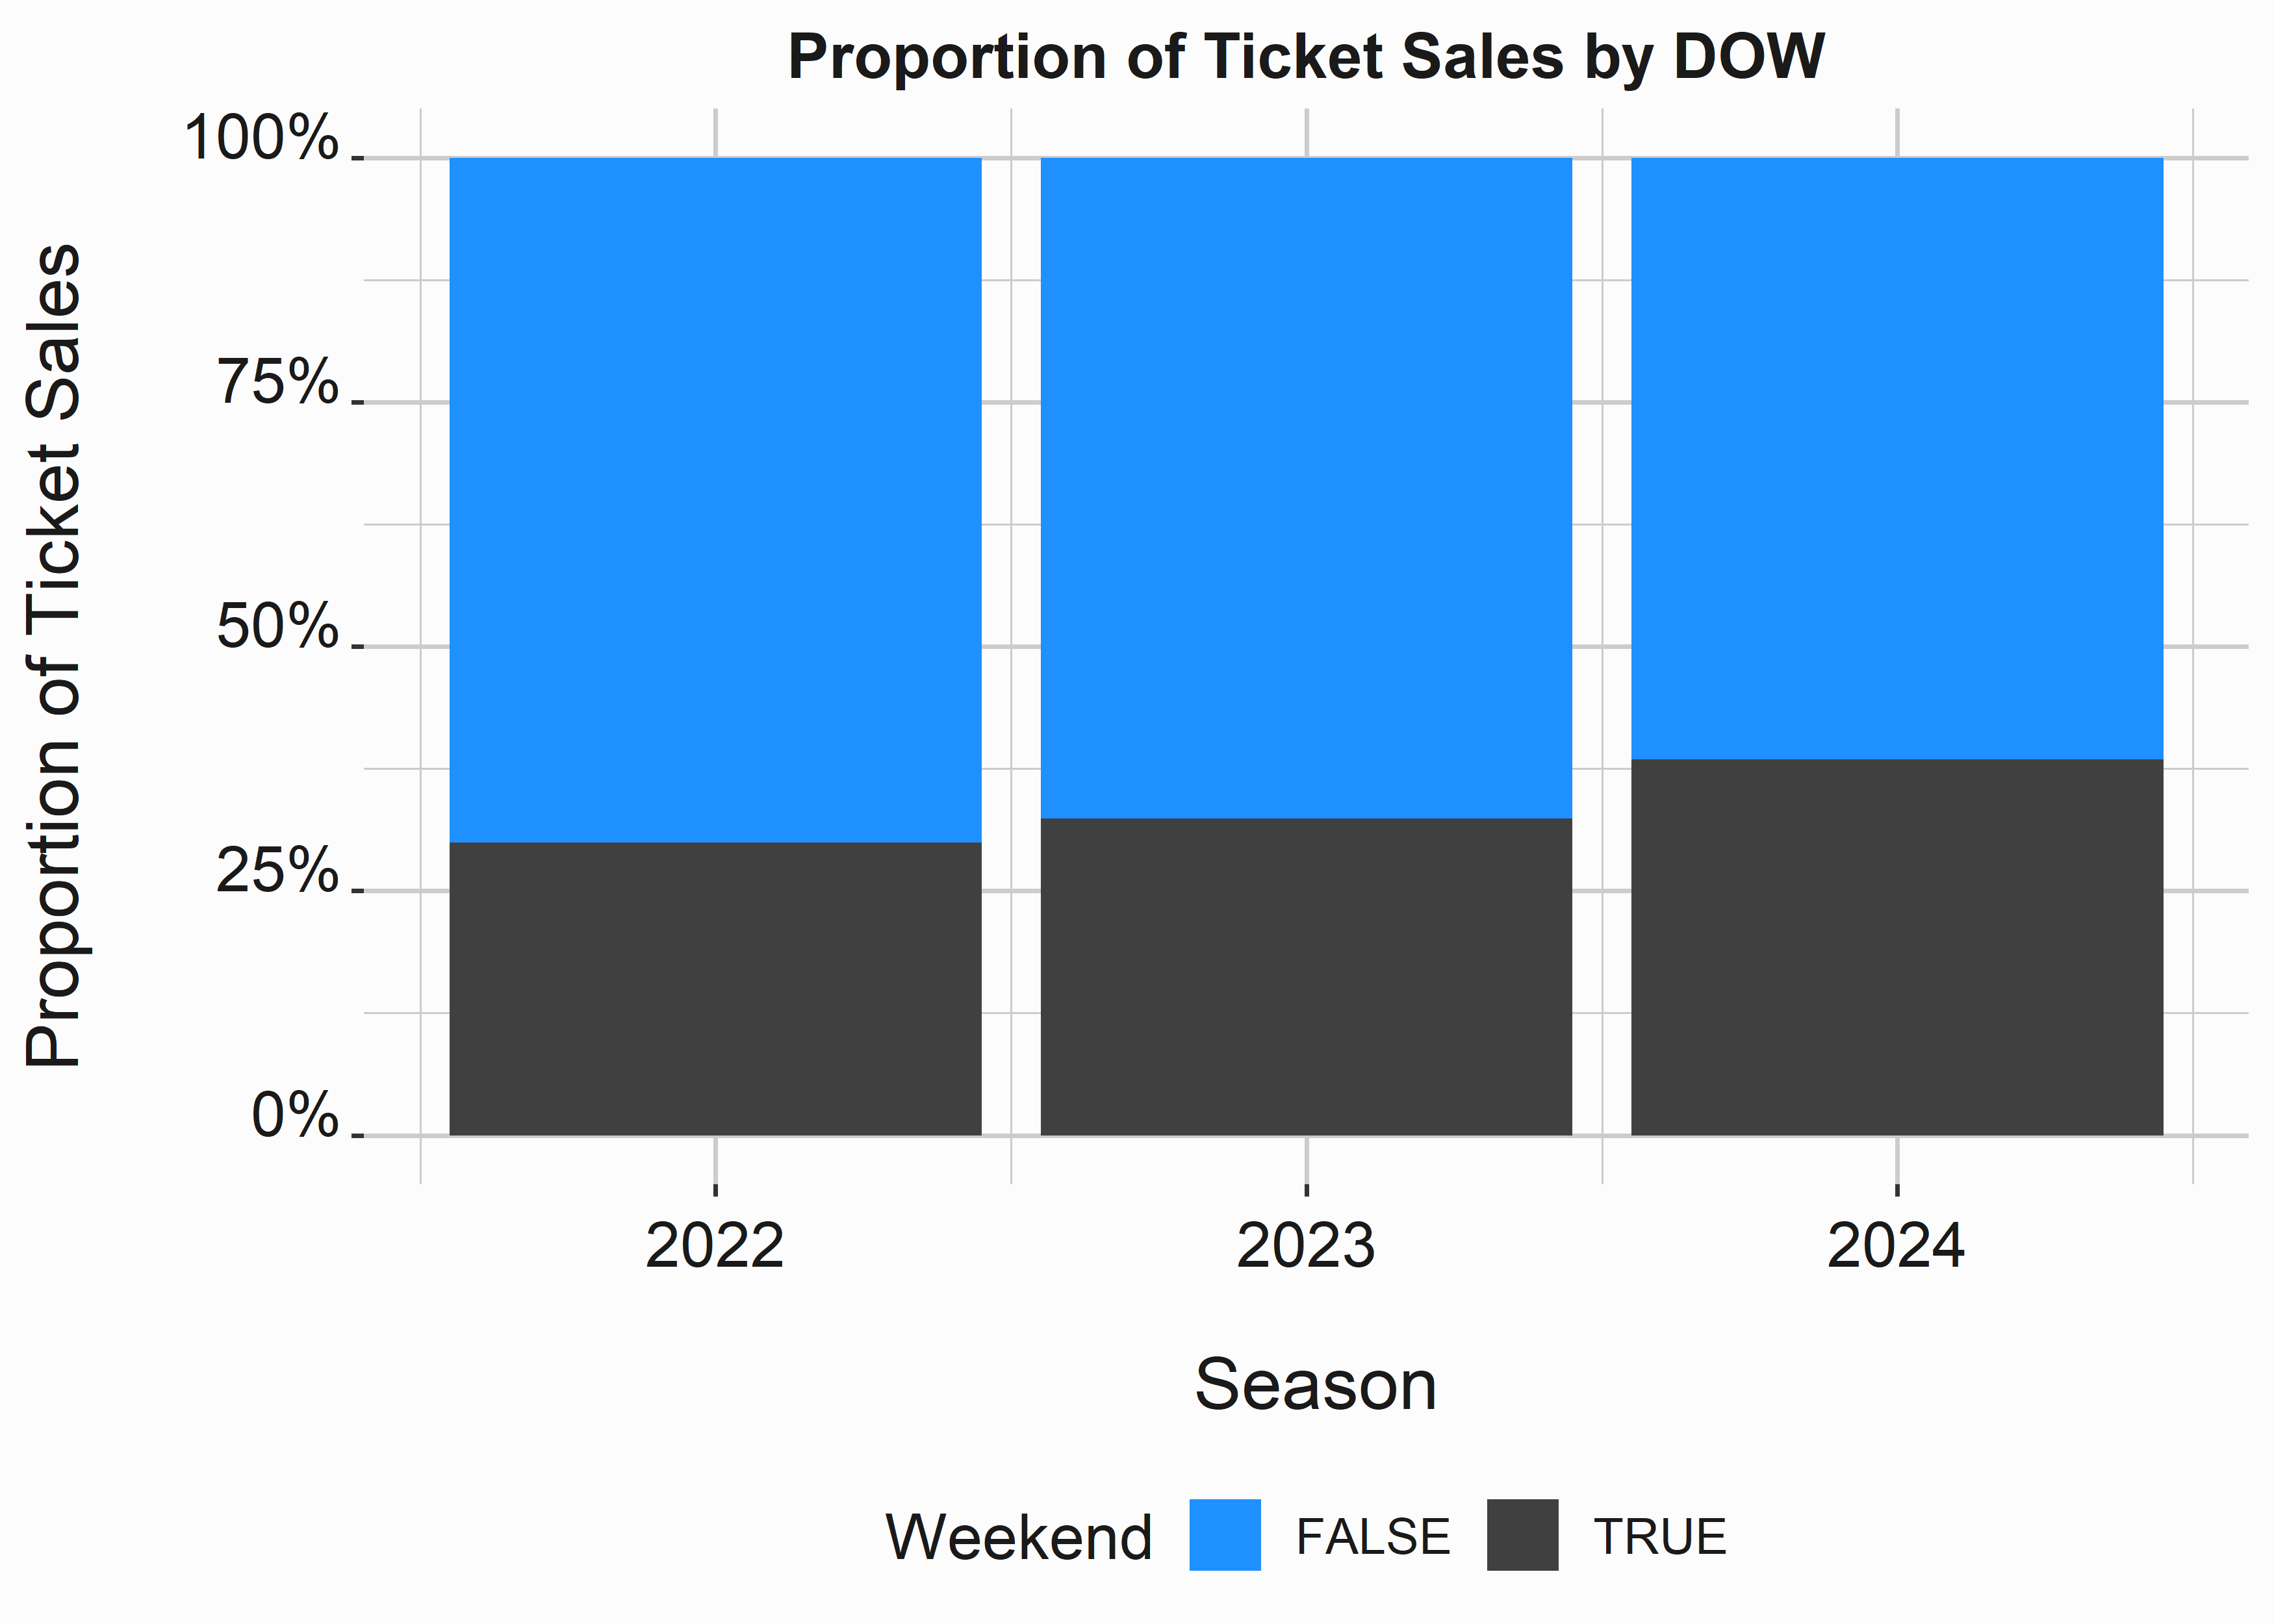 Proportion of Ticket Sales by DOW
Proportion of Ticket Sales
100%
75%
50%
25%
0%
2022 2023 2024
Season
Weekend FALSE TRUE